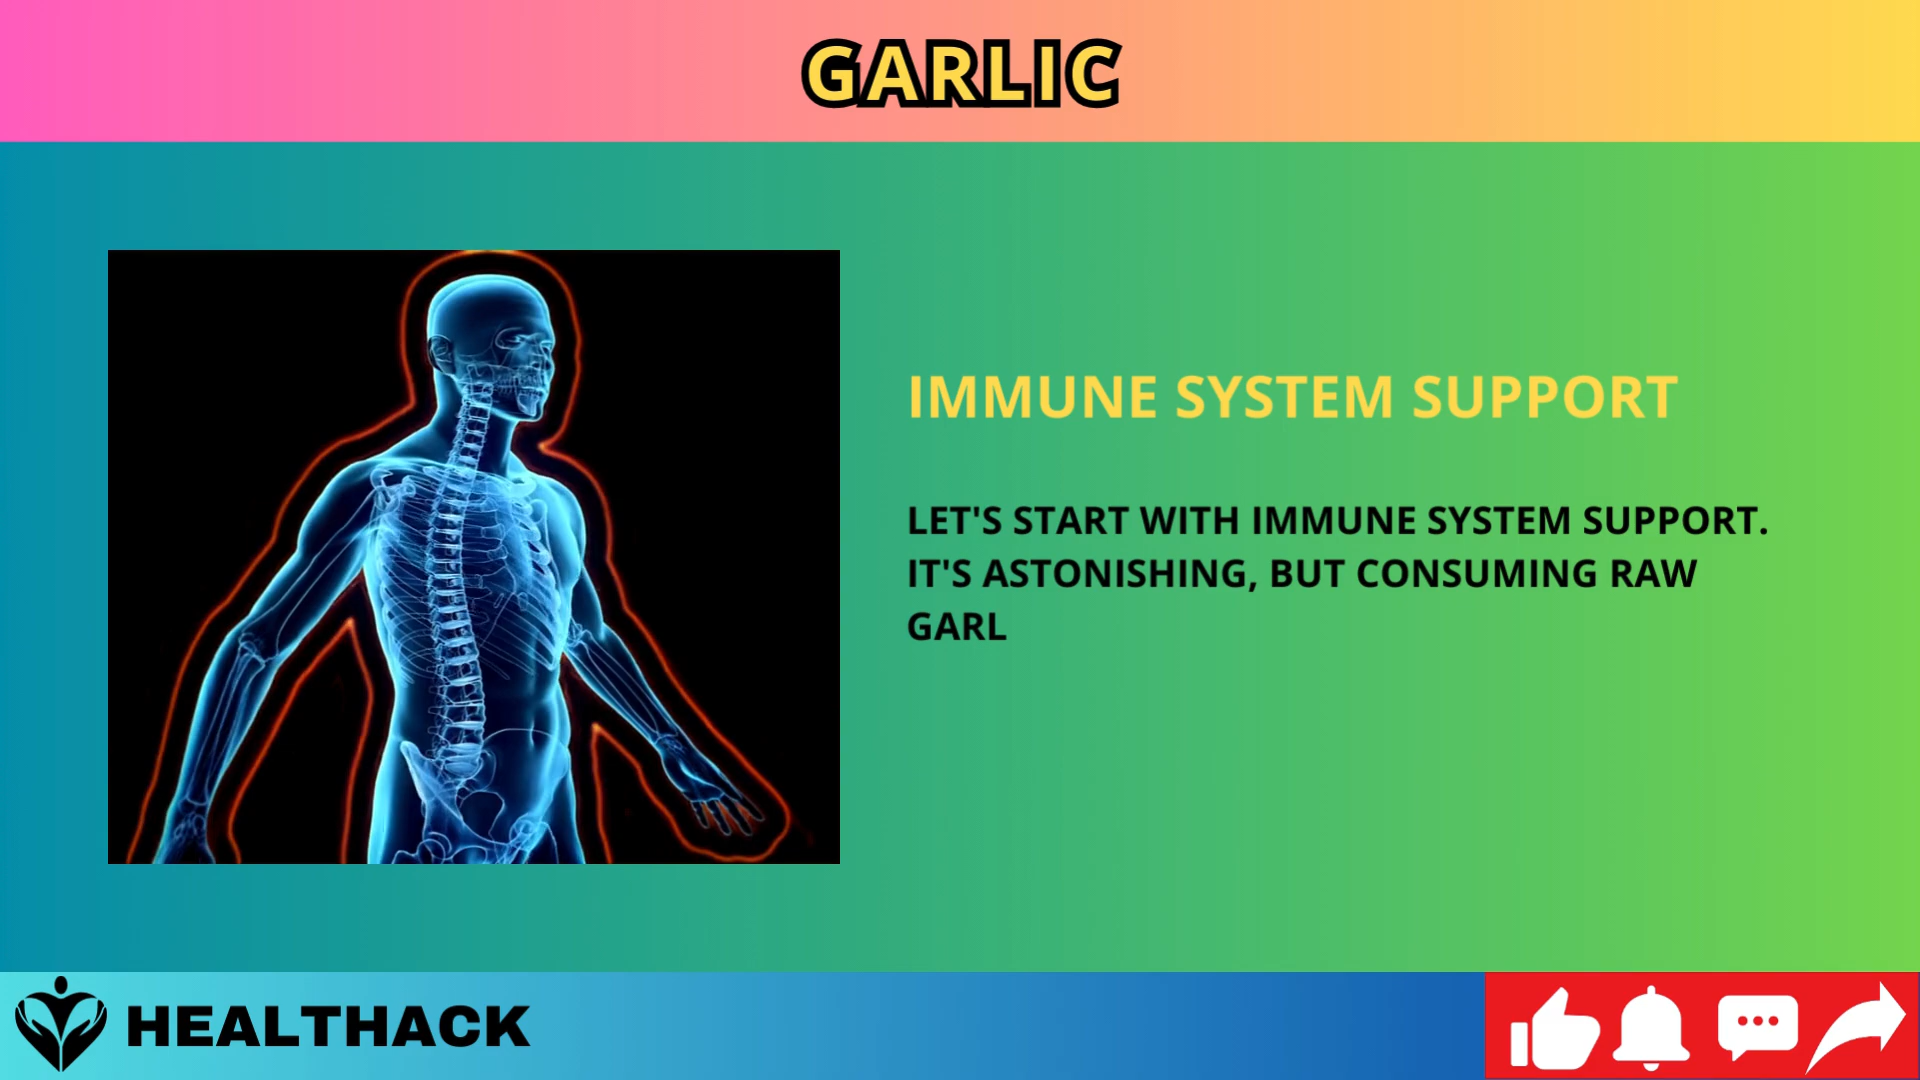 GARLIC
IMMUNE SYSTEM SUPPORT
LET'S START WITH IMMUNE SYSTEM SUPPORT.
IT'S ASTONISHING, BUT CONSUMING RAW
GARL
HEALTHACK